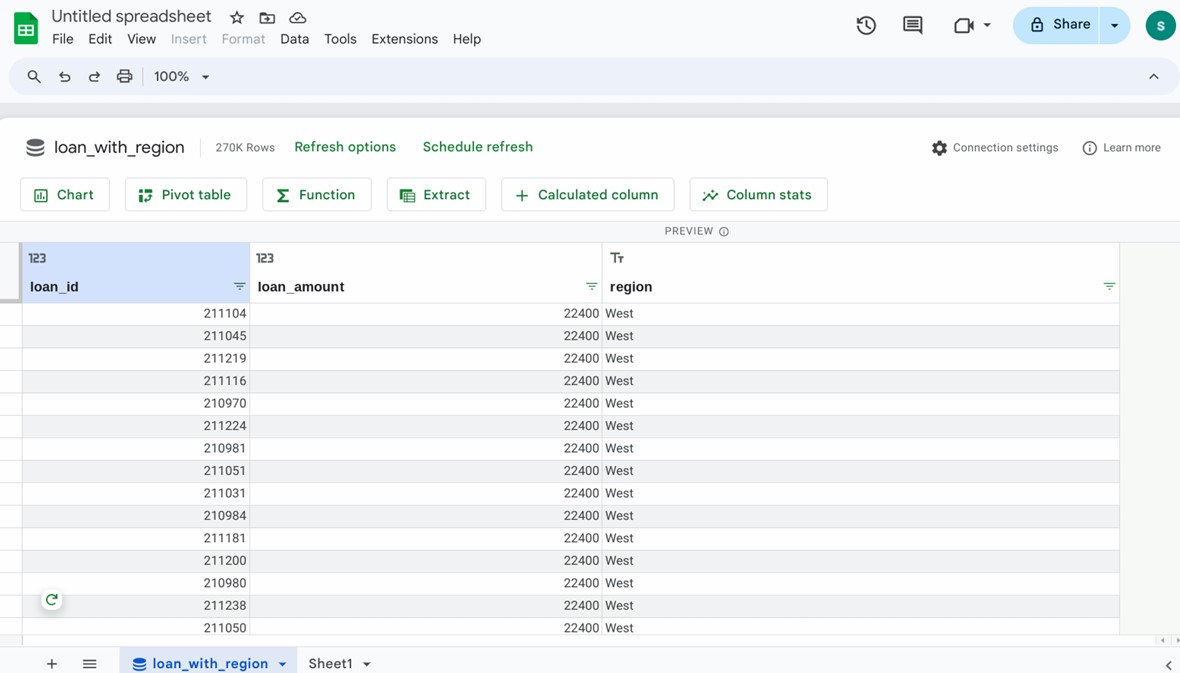 Untitled spreadsheet
File Edit View Insert Format Data Tools Extensions Help
Share
S
100%
loan_with_region 270K Rows Refresh options Schedule refresh Connection settings Learn more
Chart Pivot table Function Extract Calculated column Column stats
PREVIEW
123 123 Tт
loan_id loan_amount region
211104 22400 West
211045 22400 West
211219 22400 West
211116 22400 West
210970 22400 West
211224 22400 West
210981 22400 West
211051 22400 West
211031 22400 West
210984 22400 West
211181 22400 West
211200 22400 West
210980 22400 West
211238 22400 West
211050 22400 West
loan_with_region Sheet1